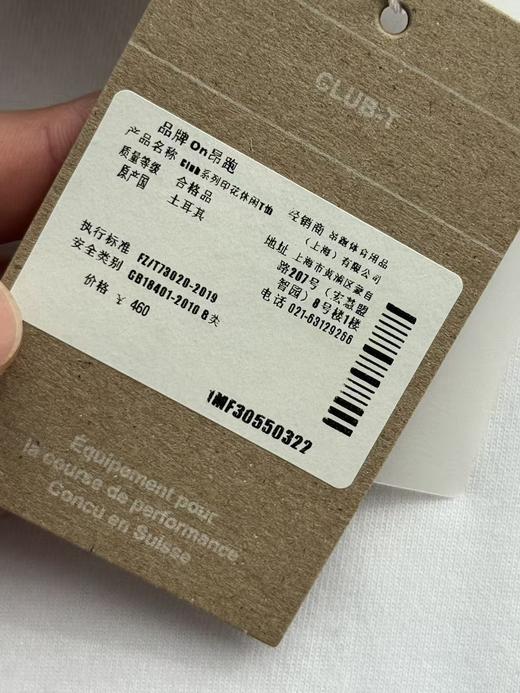 CLUB-T
品牌 On昂跑
产品名称 Club系列印花休闲T恤
质量等级 合格品
原产国 土耳其
执行标准 FZ/T73020-2019
安全类别 GB18401-2010 B类
价格 ¥ 460
经销商 昂跑体育用品
（上海）有限公司
地址 上海市黄浦区蒙自
路207号（宏慧盟
智园）8号楼1楼
电话 021-63129266
1MF30550322
Équipement pour
la course de performance
Conçu en Suisse